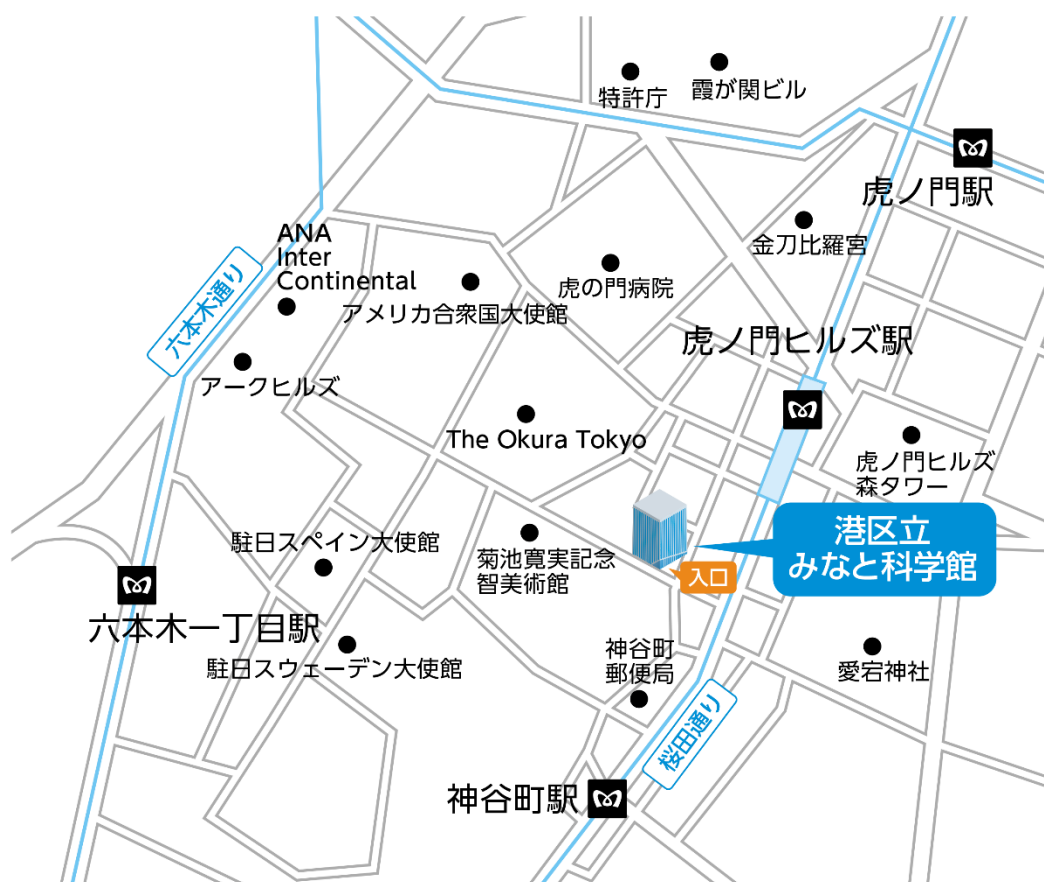 特許庁
霞が関ビル
虎ノ門駅
金刀比羅宮
ANA
Inter
Continental
虎の門病院
アメリカ合衆国大使館
六本木通り
虎ノ門ヒルズ駅
アークヒルズ
The Okura Tokyo
虎ノ門ヒルズ
森タワー
港区立
みなと科学館
駐日スペイン大使館
菊池寛実記念
智美術館
入口
六本木一丁目駅
駐日スウェーデン大使館
神谷町
郵便局
愛宕神社
桜田通り
神谷町駅